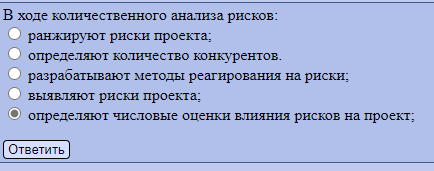 В ходе количественного анализа рисков:
ранжируют риски проекта;
определяют количество конкурентов.
разрабатывают методы реагирования на риски;
выявляют риски проекта;
определяют числовые оценки влияния рисков на проект;
Ответить